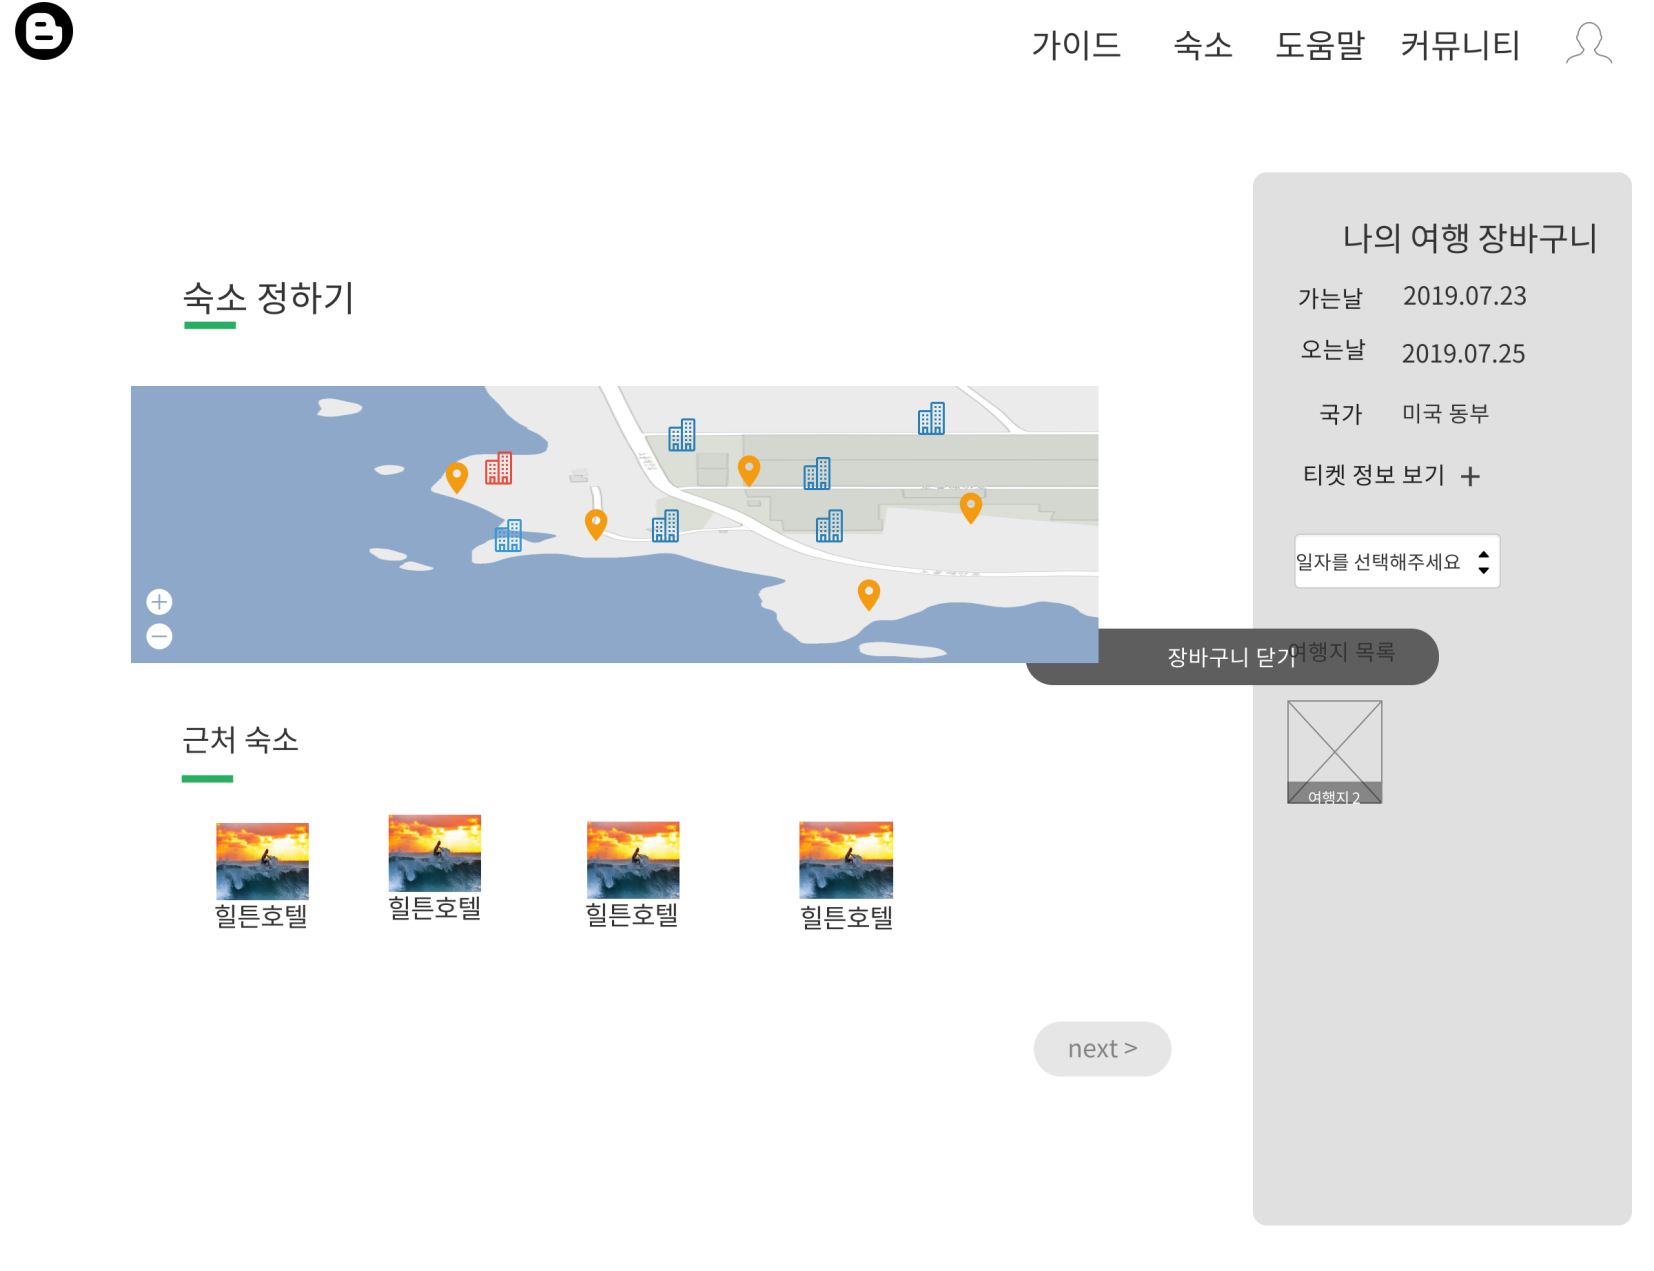 가이드 숙소 도움말 커뮤니티
나의 여행 장바구니
가는날 2019.07.23
오는날 2019.07.25
국가 미국 동부
티켓 정보 보기 +
일자를 선택해주세요
숙소 정하기
장바구니 닫기
여행지 목록
여행지 2
근처 숙소
힐튼호텔
힐튼호텔
힐튼호텔
힐튼호텔
next >